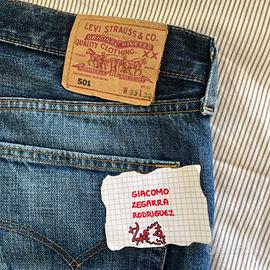 LEVI STRAUSS & CO.
ORIGINAL RIVETED
QUALITY CLOTHING
XX
501
W 33 L 32
GIACOMO
ZEGARRA
RODRIGUEZ